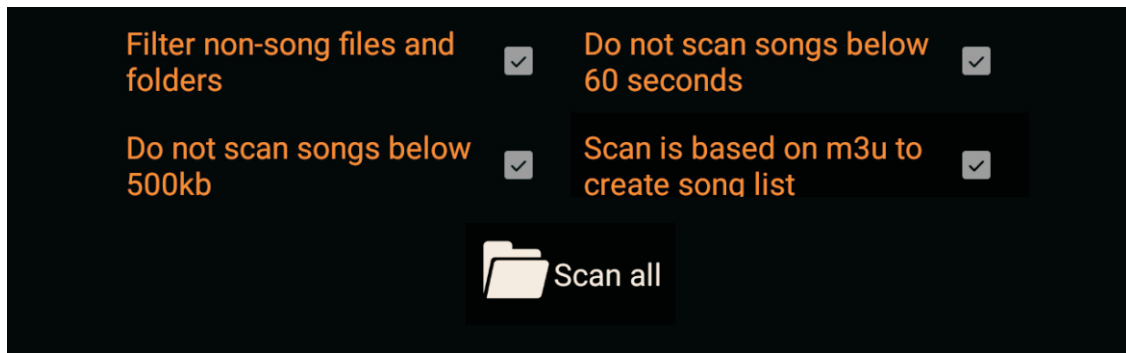 Filter non-song files and
folders
Do not scan songs below
60 seconds
Do not scan songs below
500kb
Scan is based on m3u to
create song list
Scan all